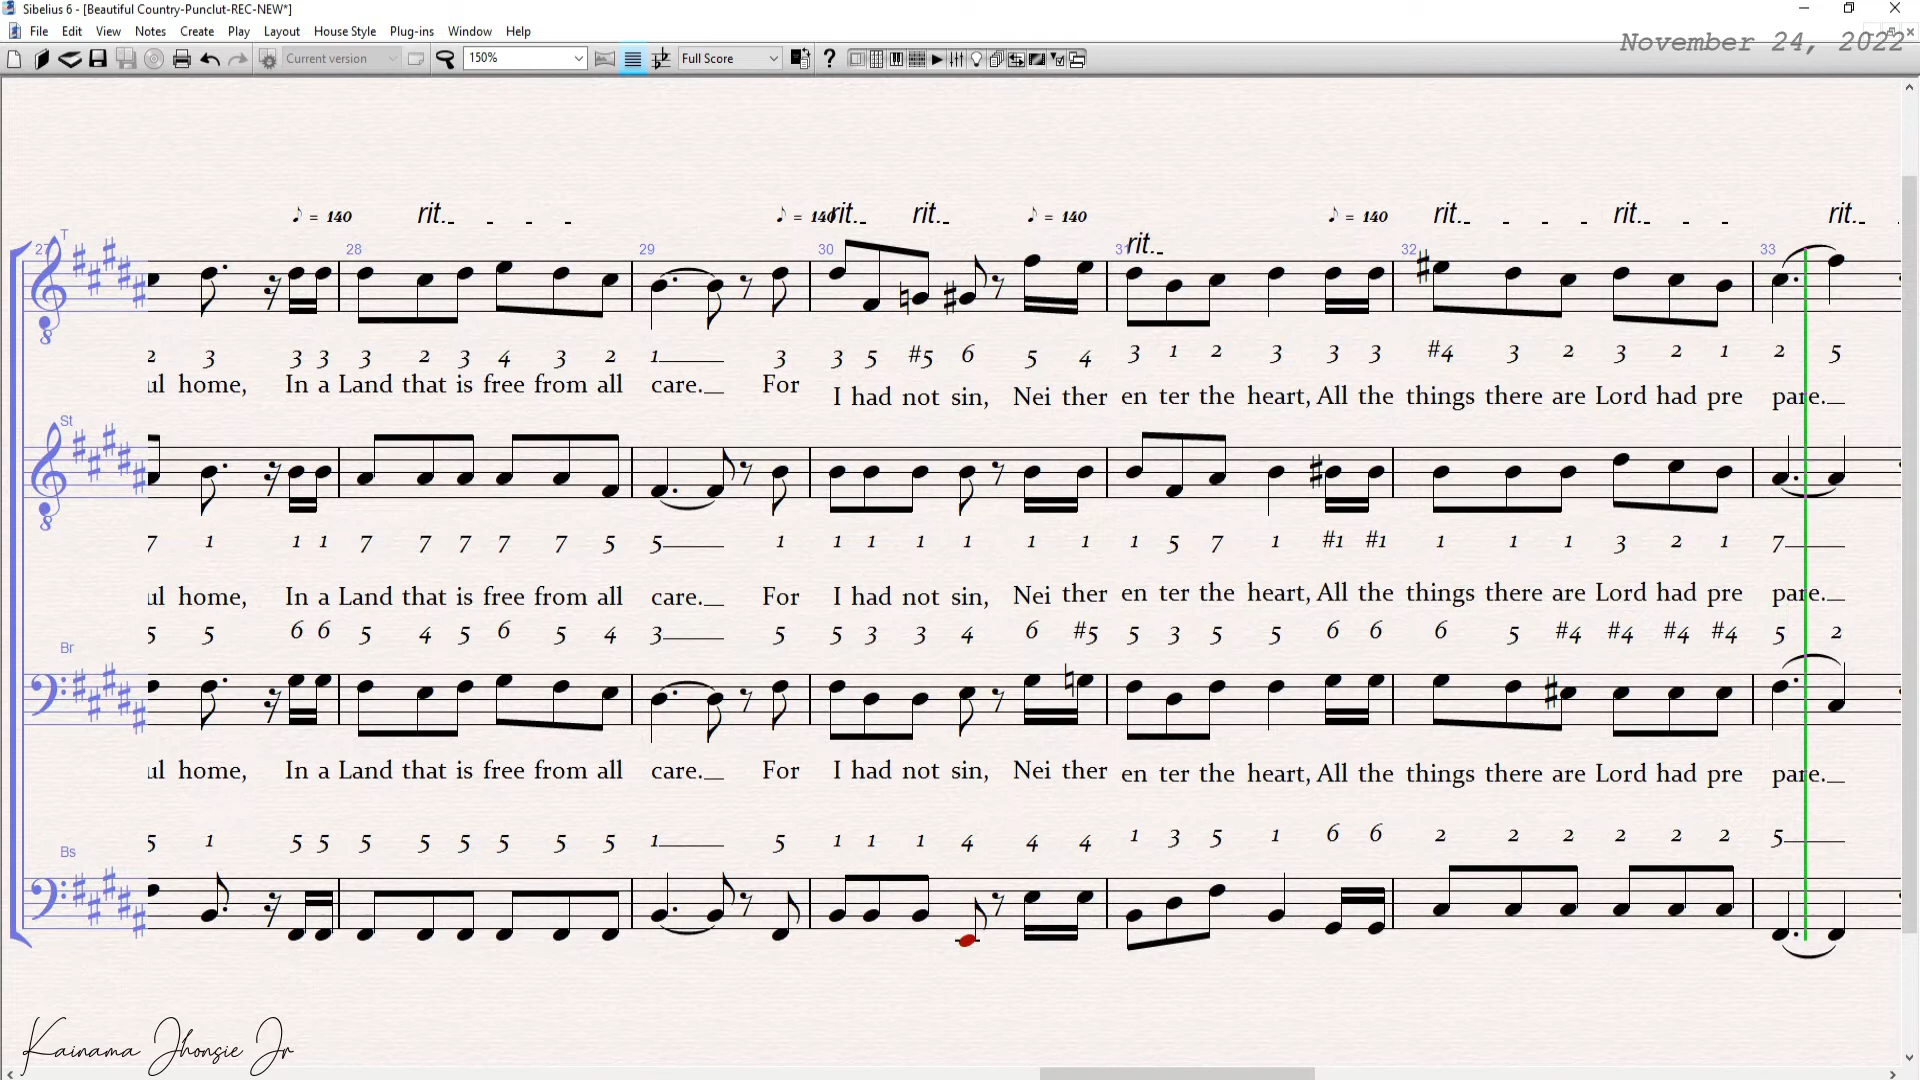 Sibelius 6 - [Beautiful Country-Punclut-REC-NEW*]
File Edit View Notes Create Play Layout House Style Plug-ins Window Help
November 24, 2022
Current version 150% Full Score
♪ = 140 rit. ♪ = 140 rit. rit. ♪ = 140 rit. ♪ = 140 rit. rit. rit.
27 28 29 30 31 32 33
T
2 3 3 3 3 2 3 4 3 2 1 3 3 5 #5 6 5 4 3 1 2 3 3 3 #4 3 2 3 2 1 2 5
ul home, In a Land that is free from all care. For I had not sin, Nei ther en ter the heart, All the things there are Lord had pre pare.
St
7 1 1 1 7 7 7 7 7 5 5 1 1 1 1 1 1 1 1 5 7 1 #1 #1 1 1 1 3 2 1 7
ul home, In a Land that is free from all care. For I had not sin, Nei ther en ter the heart, All the things there are Lord had pre pare.
5 5 6 6 5 4 5 6 5 4 3 5 5 3 3 4 6 #5 5 3 5 5 6 6 6 5 #4 #4 #4 #4 5 2
Br
ul home, In a Land that is free from all care. For I had not sin, Nei ther en ter the heart, All the things there are Lord had pre pare.
5 1 5 5 5 5 5 5 5 5 1 5 1 1 1 4 4 4 1 3 5 1 6 6 2 2 2 2 2 2 5
Bs
Kainama Jhonsie Jr